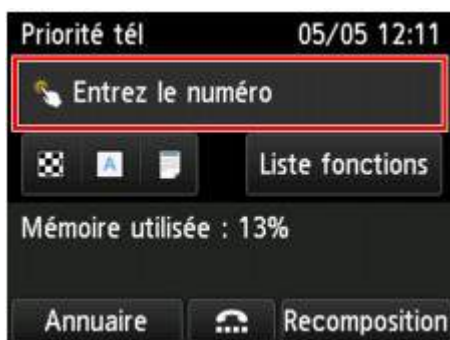 Priorité tél 05/05 12:11
Entrez le numéro
A Liste fonctions
Mémoire utilisée : 13%
Annuaire Recomposition